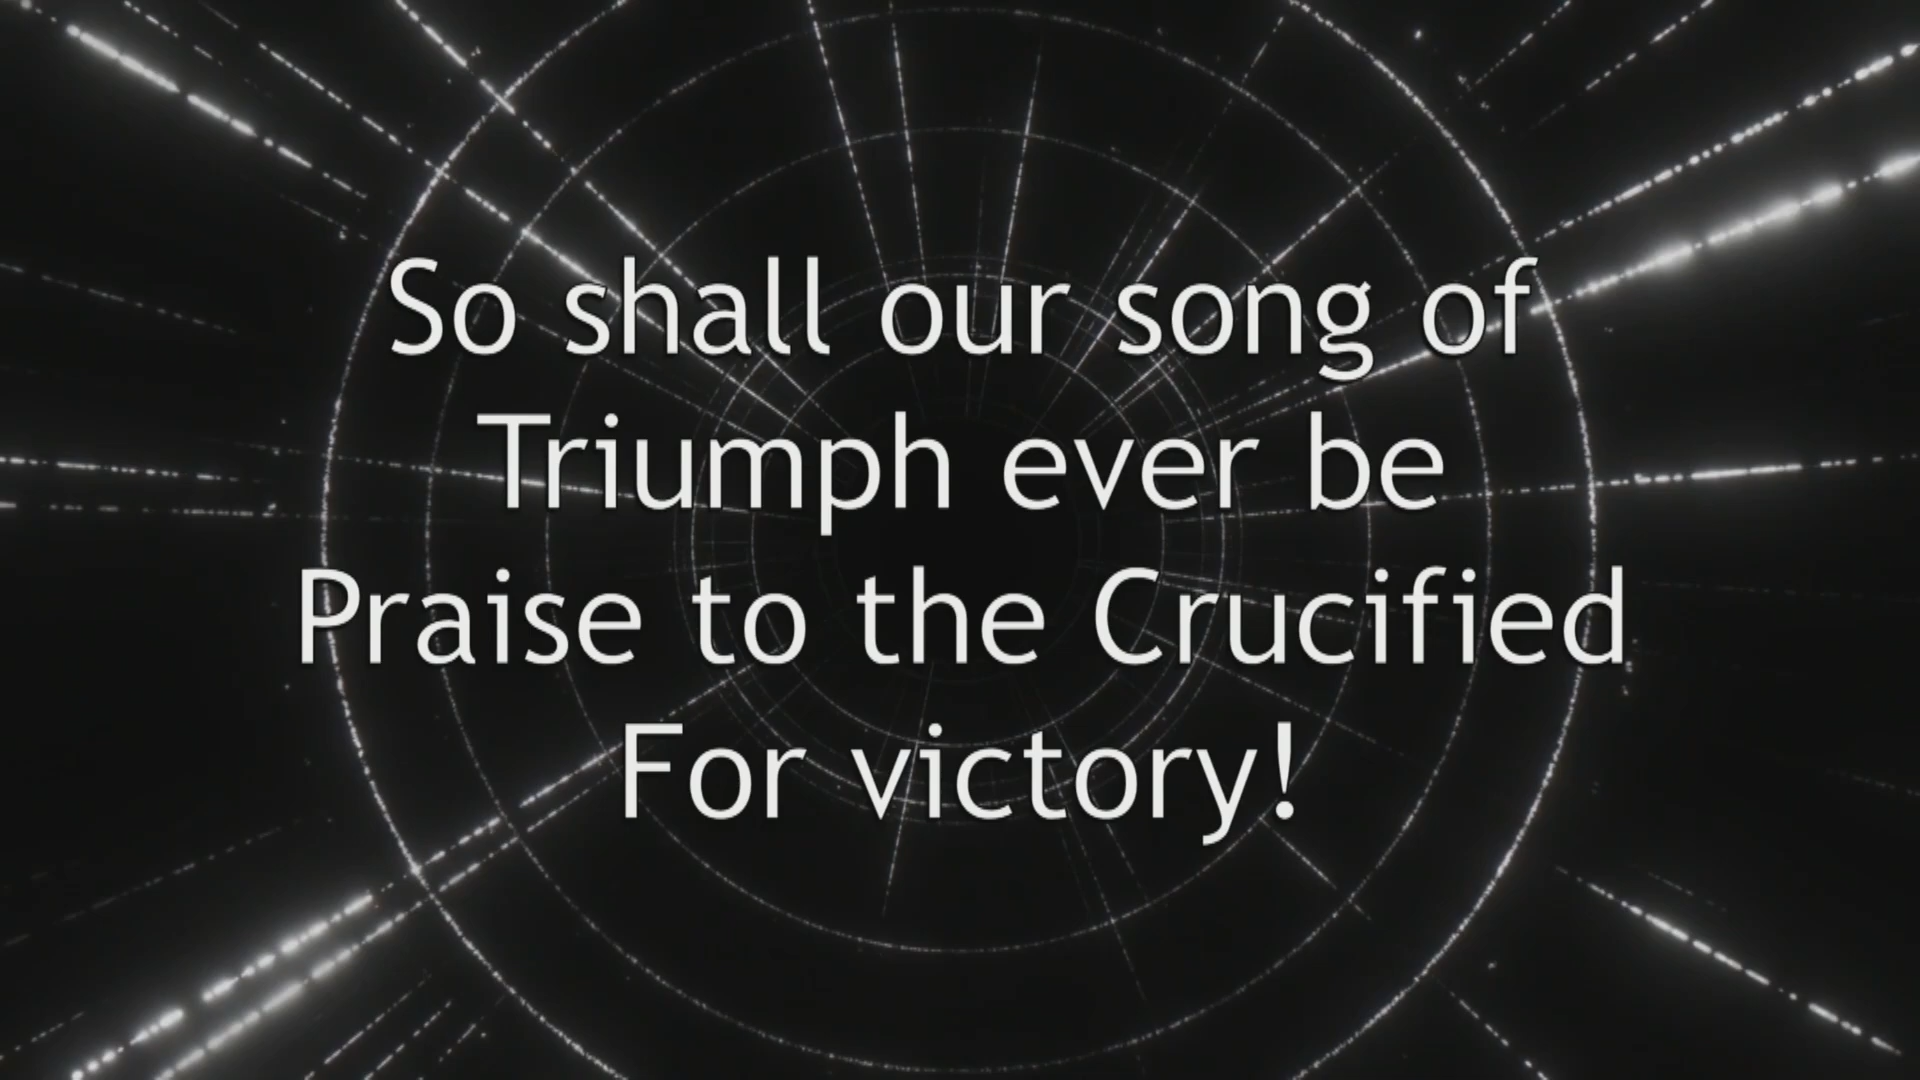 So shall our song of
Triumph ever be
Praise to the Crucified
For victory!